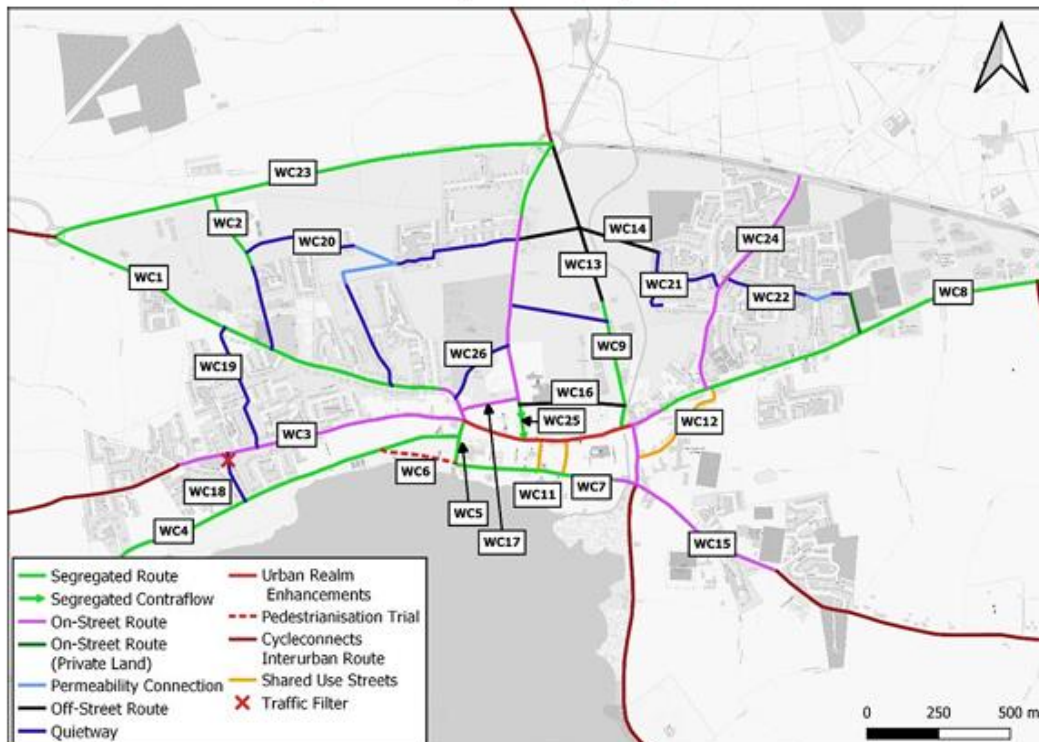 WC23
WC2
WC20
WC14
WC24
WC13
WC1
WC21
WC22
WC8
WC9
WC19
WC26
WC16
WC25
WC12
WC3
WC6
WC18
WC11
WC7
WC5
WC4
WC17
WC15
Segregated Route
Segregated Contraflow
On-Street Route
On-Street Route
(Private Land)
Permeability Connection
Off-Street Route
Quietway
Urban Realm
Enhancements
Pedestrianisation Trial
Cycleconnects
Interurban Route
Shared Use Streets
Traffic Filter
0 250 500 m